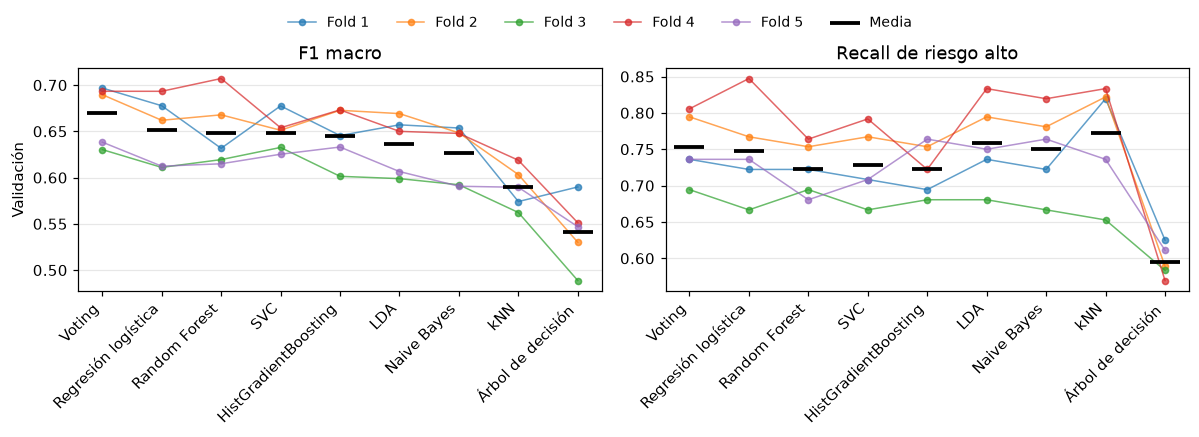 Fold 1 Fold 2 Fold 3 Fold 4 Fold 5 Media
F1 macro
0.70
0.65
0.60
0.55
0.50
Validación
Voting
Regresión logística
Random Forest
SVC
HistGradientBoosting
LDA
Naive Bayes
kNN
Árbol de decisión
Recall de riesgo alto
0.85
0.80
0.75
0.70
0.65
0.60
Voting
Regresión logística
Random Forest
SVC
HistGradientBoosting
LDA
Naive Bayes
kNN
Árbol de decisión